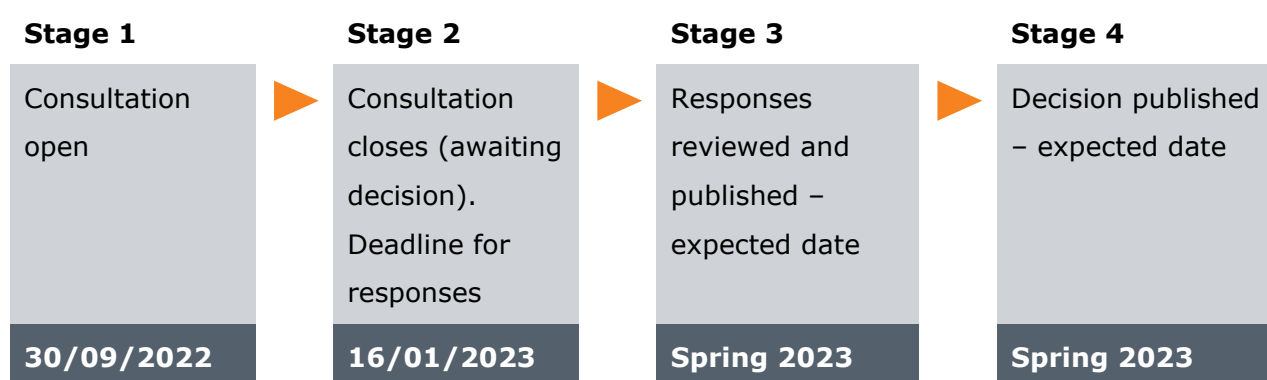 Stage 1
Consultation
open
30/09/2022
Stage 2
Consultation
closes (awaiting
decision).
Deadline for
responses
16/01/2023
Stage 3
Responses
reviewed and
published –
expected date
Spring 2023
Stage 4
Decision published
– expected date
Spring 2023